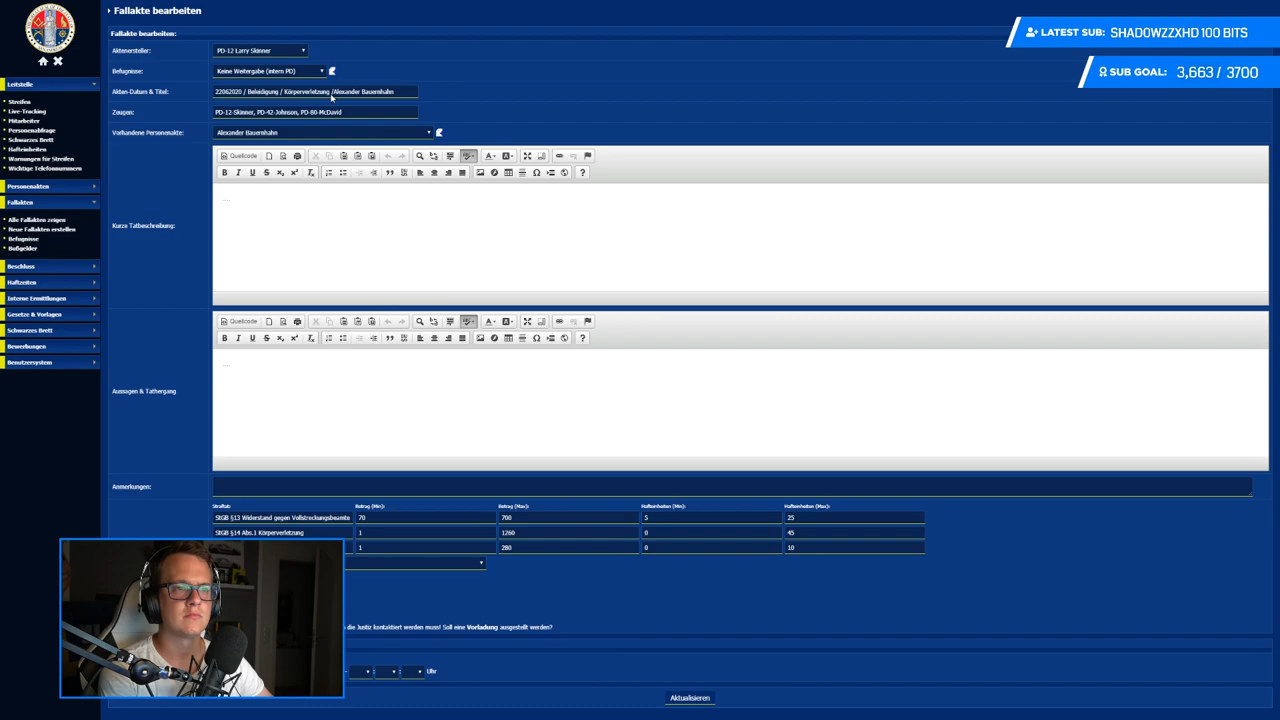 Fallakte bearbeiten
LATEST SUB: SHADOWZZXHD 100 BITS
SUB GOAL: 3,663 / 3700
Leitstelle
Streifen
Live-Tracking
Mitarbeiter
Personenabfrage
Schwarzes Brett
Hafteinheiten
Warnungen für Streifen
Wichtige Telefonnummern
Personenakten
Fallakten
Alle Fallakten zeigen
Neue Fallakten erstellen
Befugnisse
Bußgelder
Beschluss
Haftzeiten
Interne Ermittlungen
Gesetze & Vorlagen
Schwarzes Brett
Bewerbungen
Benutzersystem
Fallakte bearbeiten:
Aktenersteller: PD-12 Larry Skinner
Befugnisse: Keine Weitergabe (intern PD)
Akten-Datum & Titel: 22062020 / Beleidigung / Körperverletzung /Alexander Bauernhahn
Zeugen: PD-12-Skinner, PD-42-Johnson, PD-80-McDavid
Vorhandene Personenakte: Alexander Bauernhahn
Quellcode
Kurze Tatbeschreibung:
Quellcode
Aussagen & Tathergang
Anmerkungen:
Straftat: Betrag (Min): Betrag (Max): Hafteinheiten (Min): Hafteinheiten (Max):
StGB §13 Widerstand gegen Vollstreckungsbeamte 70 700 5 25
StGB §14 Abs.1 Körperverletzung 1 1260 0 45
1 280 0 10
die Justiz kontaktiert werden muss! Soll eine Vorladung ausgestellt werden?
: : Uhr
Aktualisieren